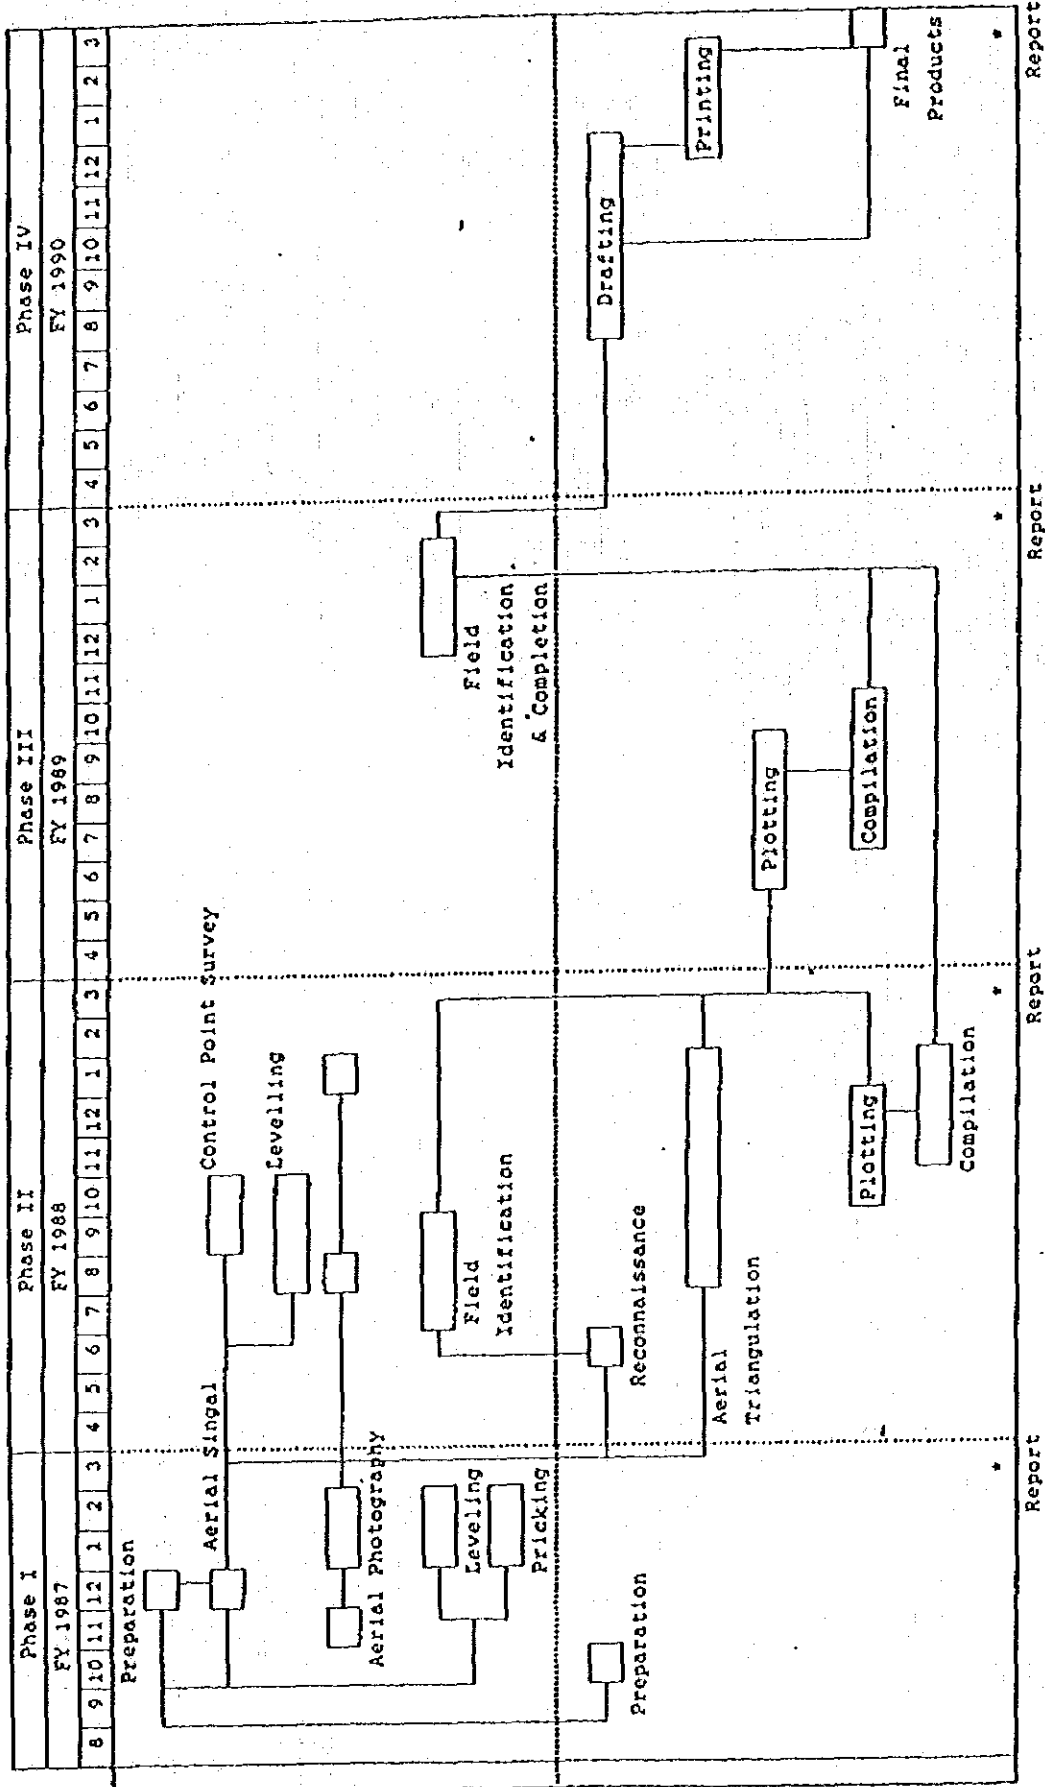 Phase I Phase II Phase III Phase IV
FY 1987 FY 1988 FY 1989 FY 1990
8 9 10 11 12 1 2 3 4 5 6 7 8 9 10 11 12 1 2 3 4 5 6 7 8 9 10 11 12 1 2 3 4 5 6 7 8 9 10 11 12 1 2 3
Preparation
Aerial Singal
Control Point Survey
Levelling
Aerial Photography
Leveling
Pricking
Field
Identification
Field
Identification
& Completion
Preparation
Reconnaissance
Aerial
Triangulation
Plotting
Compilation
Plotting
Compilation
Drafting
Printing
Final
Products
* * * *
Report Report Report Report